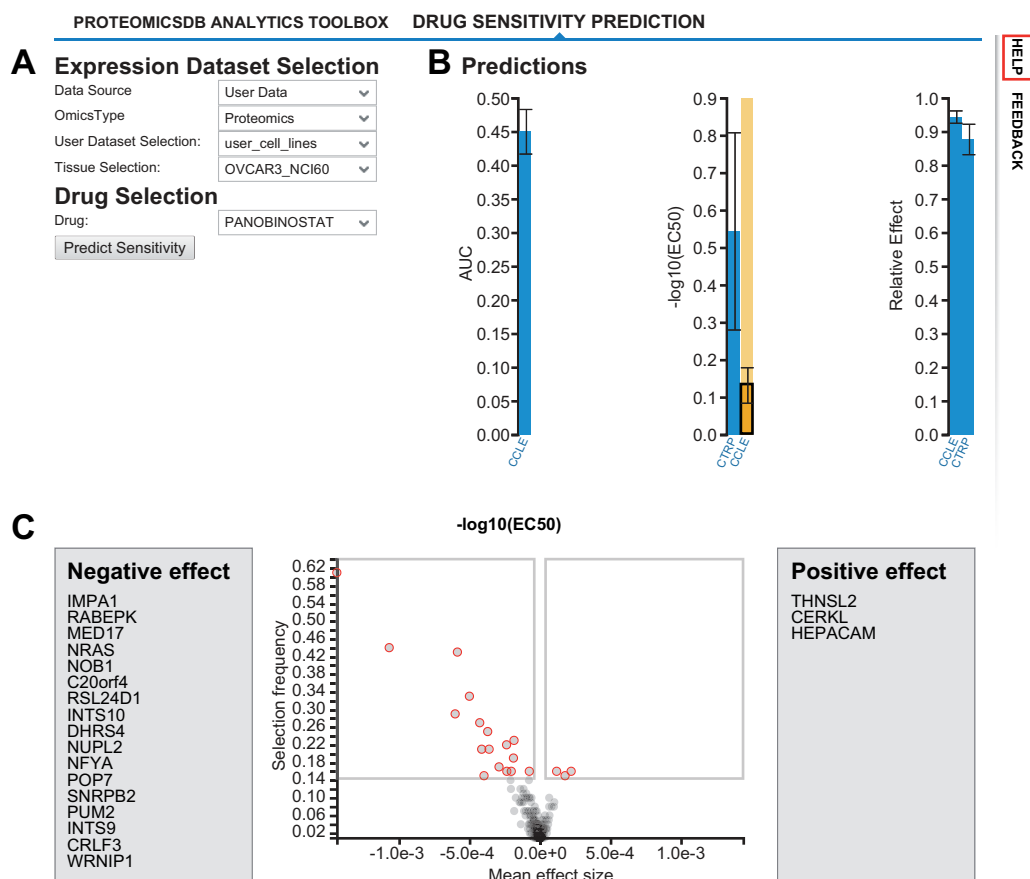 PROTEOMICSDB ANALYTICS TOOLBOX DRUG SENSITIVITY PREDICTION
HELP
FEEDBACK
A
Expression Dataset Selection
Data Source User Data
OmicsType Proteomics
User Dataset Selection: user_cell_lines
Tissue Selection: OVCAR3_NCI60
Drug Selection
Drug: PANOBINOSTAT
Predict Sensitivity
B Predictions
AUC
0.50
0.45
0.40
0.35
0.30
0.25
0.20
0.15
0.10
0.05
0.00
CCLE
-log10(EC50)
0.9
0.8
0.7
0.6
0.5
0.4
0.3
0.2
0.1
0.0
CTRP
CCLE
Relative Effect
1.0
0.9
0.8
0.7
0.6
0.5
0.4
0.3
0.2
0.1
0.0
CCLE
CTRP
C
-log10(EC50)
Negative effect
IMPA1
RABEPK
MED17
NRAS
NOB1
C20orf4
RSL24D1
INTS10
DHRS4
NUPL2
NFYA
POP7
SNRPB2
PUM2
INTS9
CRLF3
WRNIP1
Selection frequency
0.62
0.58
0.54
0.50
0.46
0.42
0.38
0.34
0.30
0.26
0.22
0.18
0.14
0.10
0.06
0.02
-1.0e-3 -5.0e-4 0.0e+0 5.0e-4 1.0e-3
Mean effect size
Positive effect
THNSL2
CERKL
HEPACAM